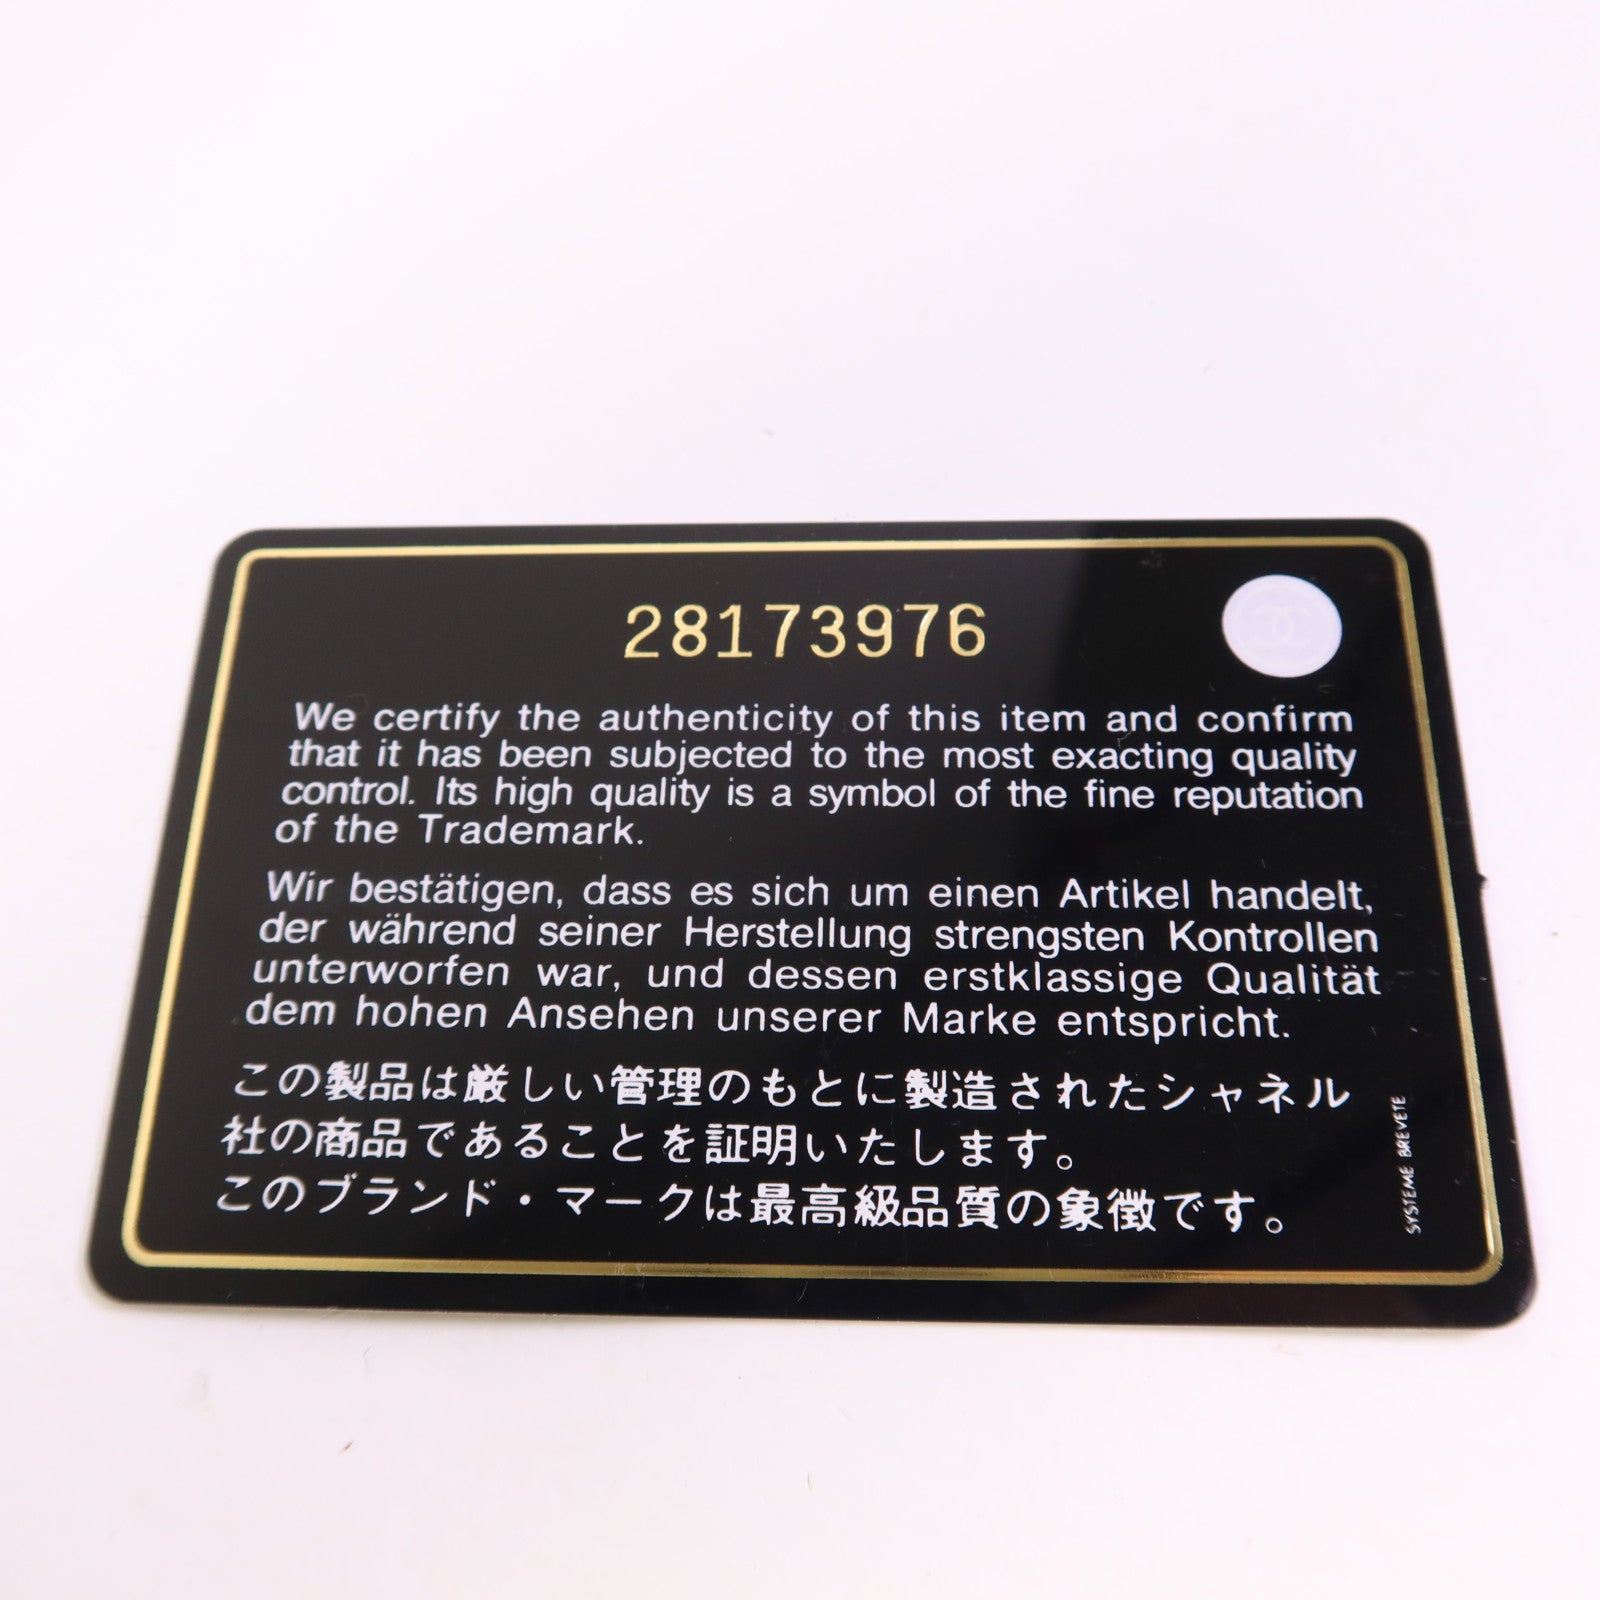 28173976
We certify the authenticity of this item and confirm
that it has been subjected to the most exacting quality
control. Its high quality is a symbol of the fine reputation
of the Trademark.
Wir bestätigen, dass es sich um einen Artikel handelt,
der während seiner Herstellung strengsten Kontrollen
unterworfen war, und dessen erstklassige Qualität
dem hohen Ansehen unserer Marke entspricht.
この製品は厳しい管理のもとに製造されたシャネル
社の商品であることを証明いたします。
このブランド・マークは最高級品質の象徴です。
SYSTEME BREVETE